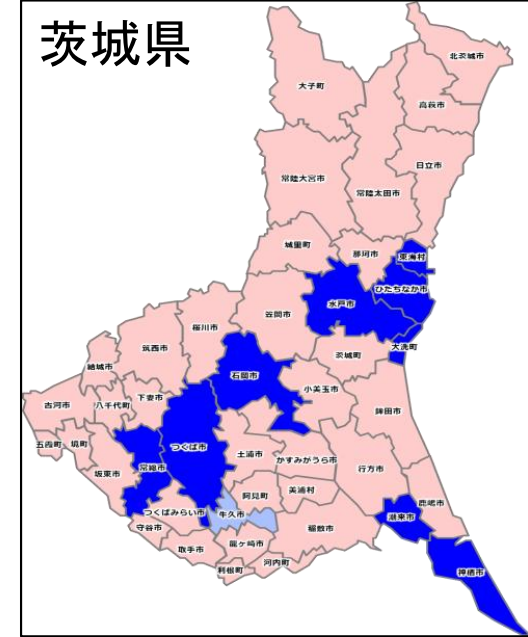 茨城県
北茨城市
大子町
高萩市
日立市
常陸大宮市
常陸太田市
城里町
那珂市
東海村
ひたちなか市
水戸市
笠間市
桜川市
大洗町
茨城町
筑西市
結城市
石岡市
小美玉市
下妻市
八千代町
古河市
鉾田市
五霞町
境町
つくば市
土浦市
かすみがうら市
常総市
坂東市
行方市
阿見町
美浦村
鹿嶋市
つくばみらい市
牛久市
潮来市
守谷市
稲敷市
龍ヶ崎市
取手市
河内町
利根町
神栖市